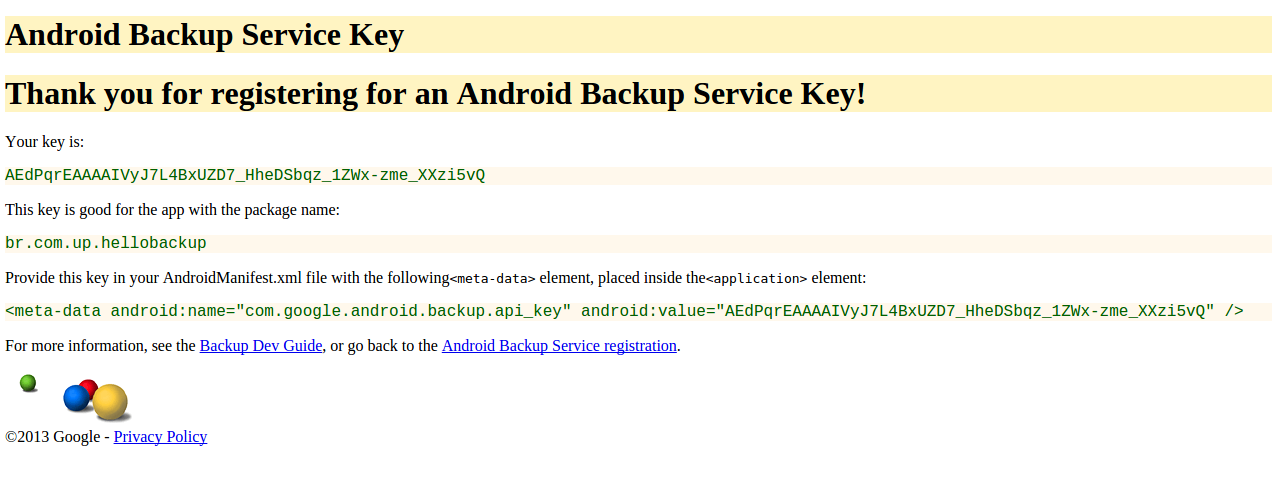 Android Backup Service Key
Thank you for registering for an Android Backup Service Key!
Your key is:
AEdPqrEAAAAIVyJ7L4BxUZD7_HheDSbqz_1ZWx-zme_XXzi5vQ
This key is good for the app with the package name:
br.com.up.hellobackup
Provide this key in your AndroidManifest.xml file with the following<meta-data> element, placed inside the<application> element:
<meta-data android:name="com.google.android.backup.api_key" android:value="AEdPqrEAAAAIVyJ7L4BxUZD7_HheDSbqz_1ZWx-zme_XXzi5vQ" />
For more information, see the Backup Dev Guide, or go back to the Android Backup Service registration.
©2013 Google - Privacy Policy